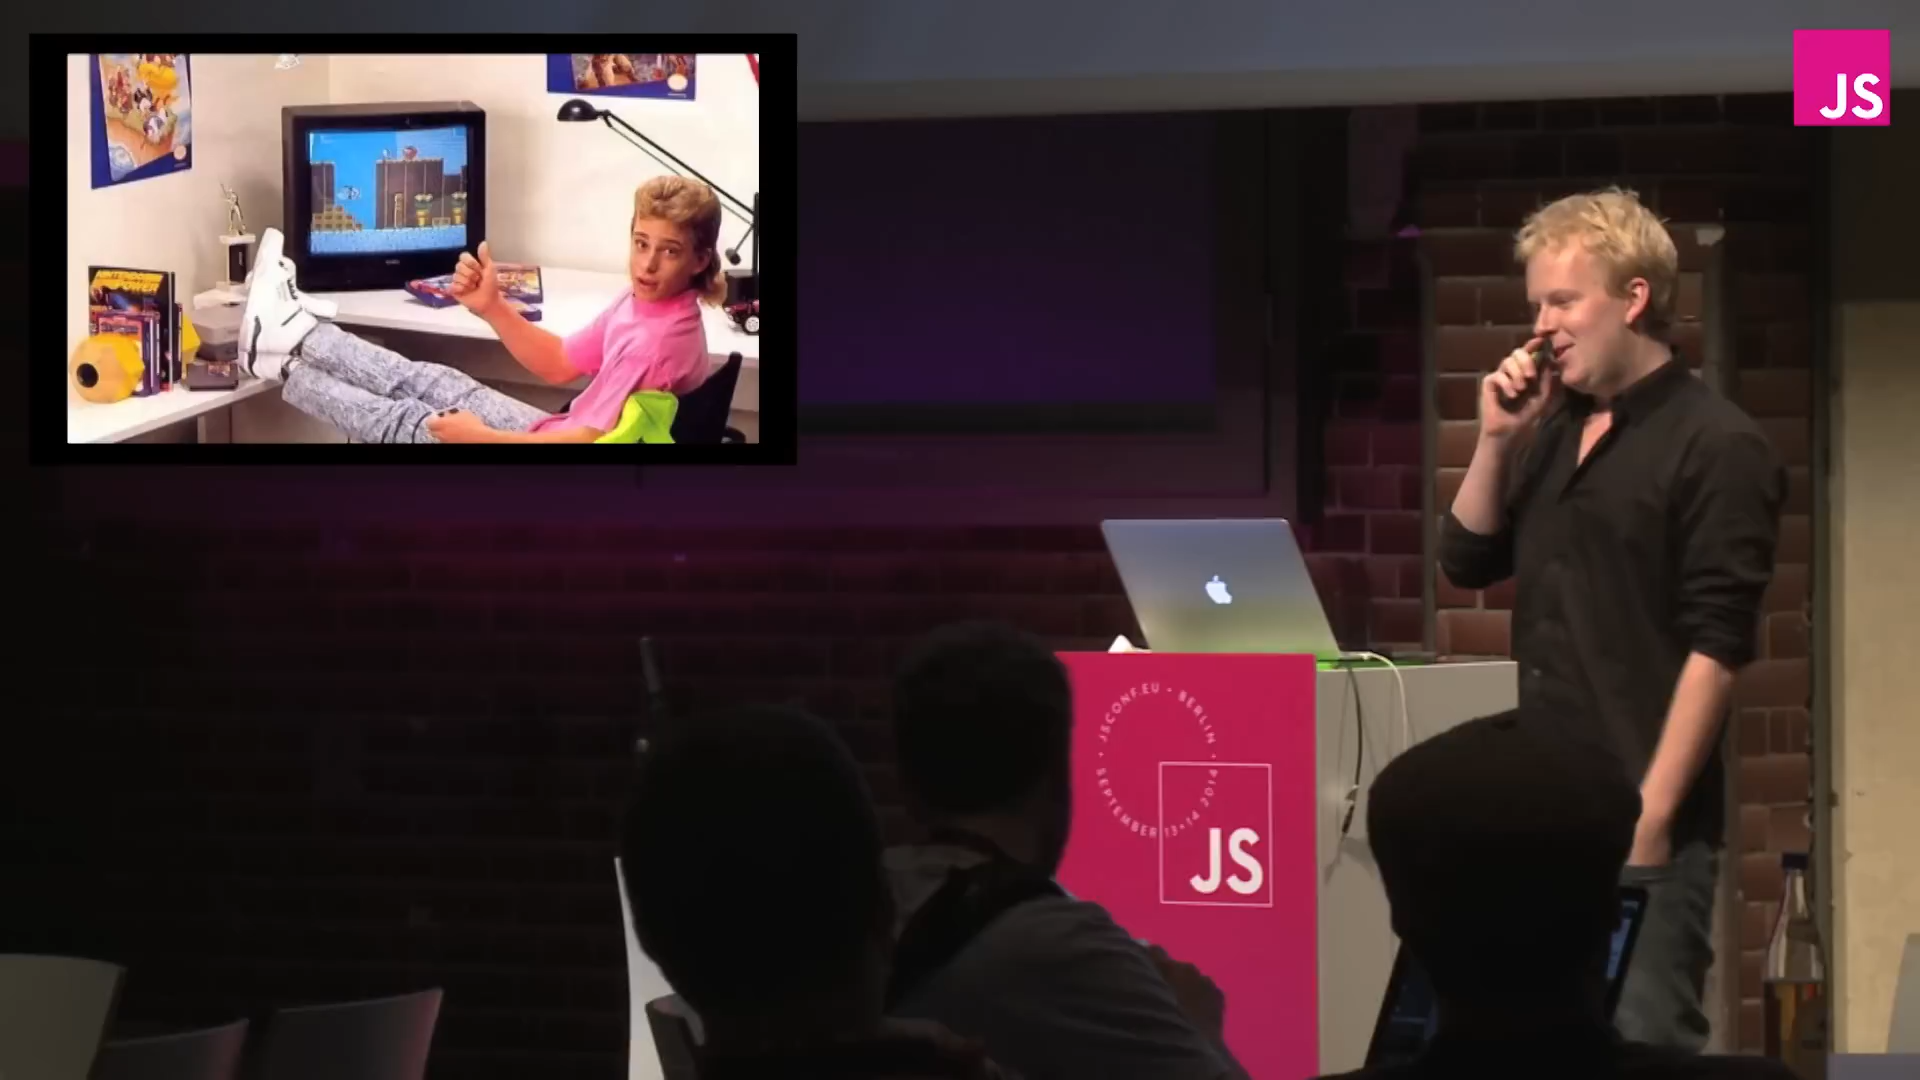 JS
NINTENDO
POWER
JSCONF.EU • BERLIN •
SEPTEMBER 13+14 2014
JS